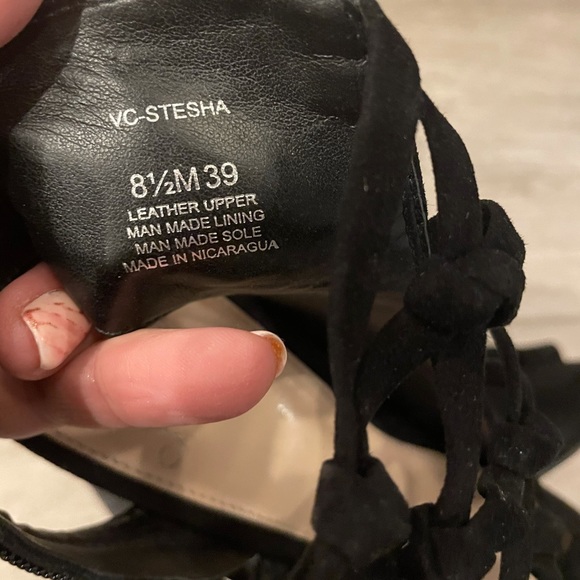 VC-STESHA
8½M 39
LEATHER UPPER
MAN MADE LINING
MAN MADE SOLE
MADE IN NICARAGUA